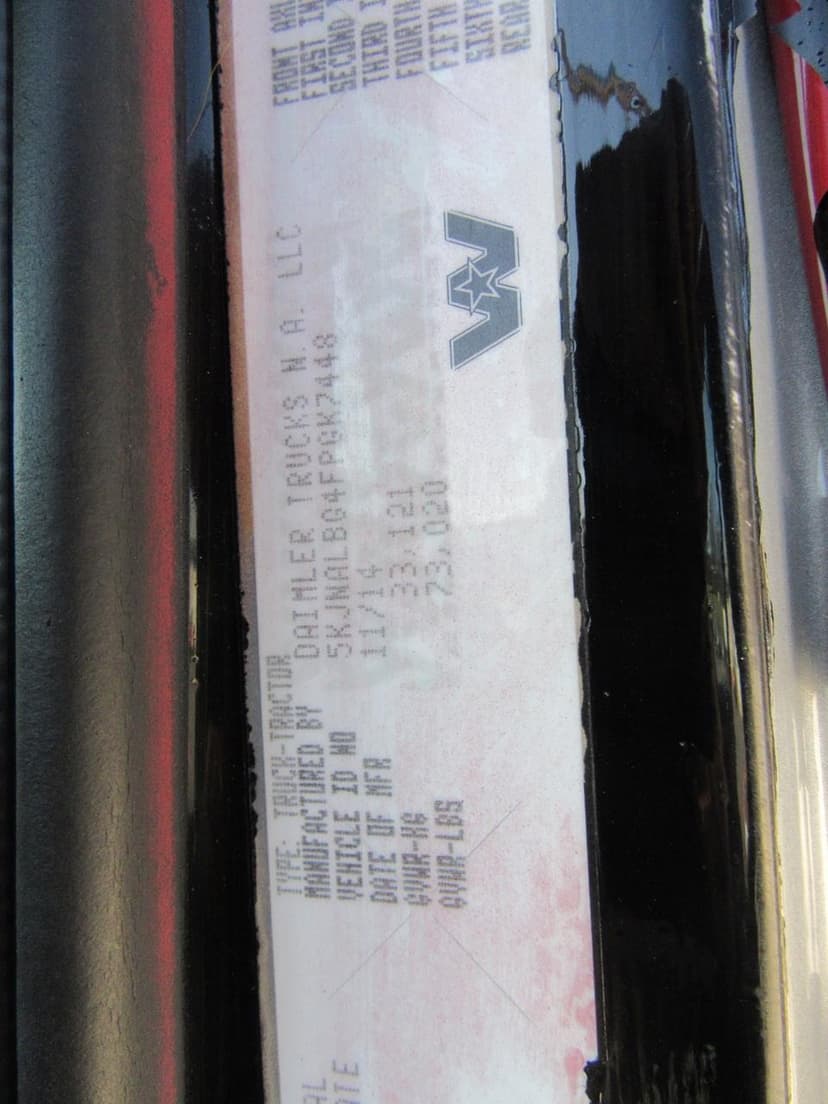 TYPE: TRUCK-TRACTOR
MANUFACTURED BY DAIMLER TRUCKS N.A. LLC
VEHICLE ID NO 5KJNALBG4FPGK7448
DATE OF MFR 11/14
GVWR-KG 33,121
GVWR-LBS 73,020
FRONT
FIRST
SECOND
THIRD
FOURTH
FIFTH
SIXTH
REAR